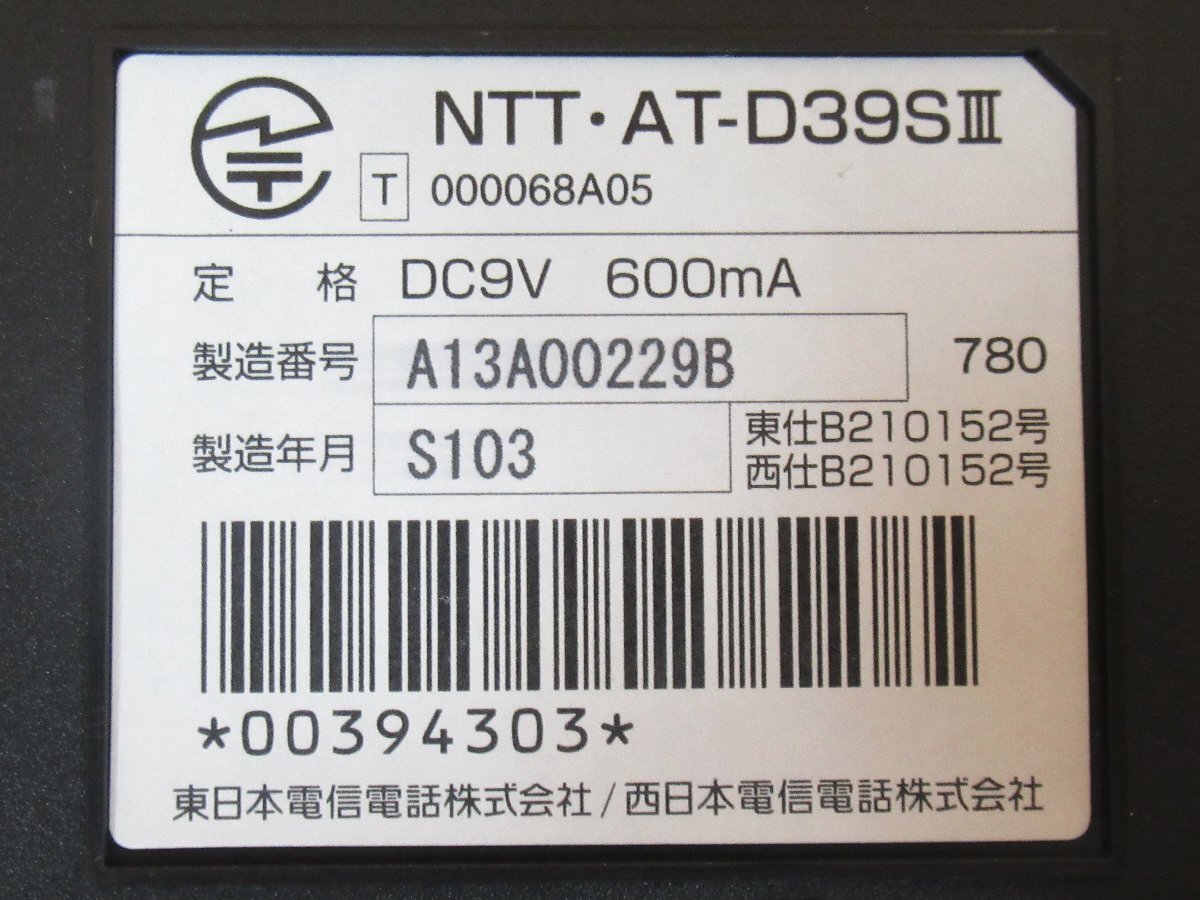 NTT・AT-D39SⅢ
T 000068A05
定 格 DC9V 600mA
製造番号 A13A00229B 780
製造年月 S103
東仕B210152号
西仕B210152号
*00394303*
東日本電信電話株式会社/西日本電信電話株式会社